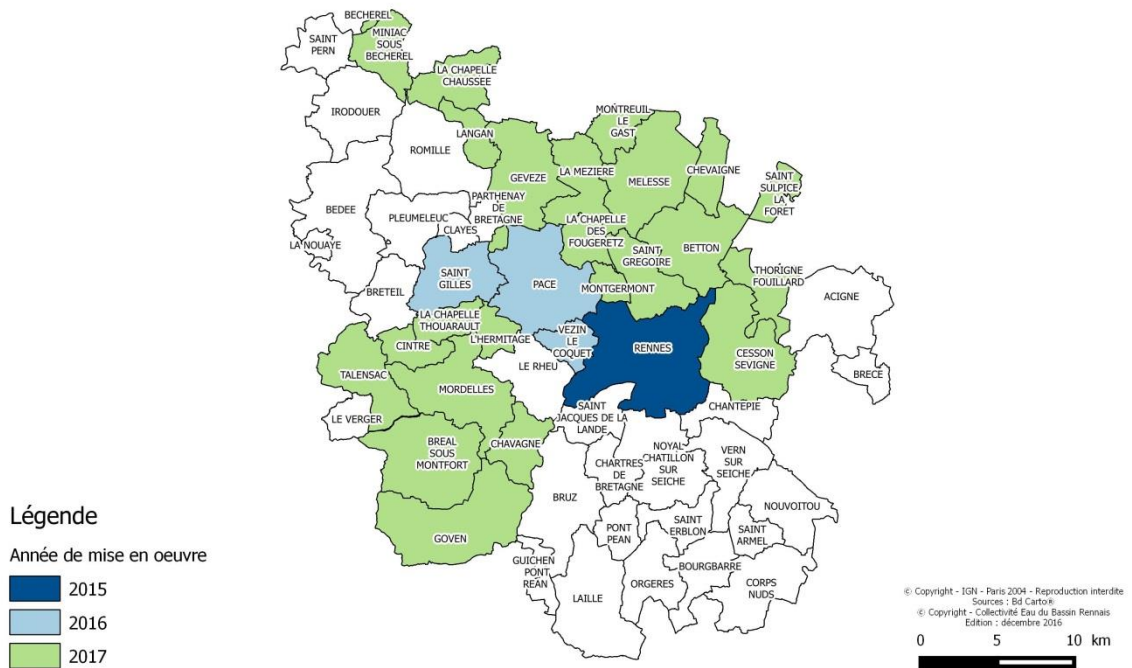 BECHEREL
SAINT
PERN
MINIAC
SOUS
BECHEREL
LA CHAPELLE
CHAUSSEE
IRODOUER
ROMILLE
LANGAN
MONTREUIL
LE
GAST
GEVEZE
LA MEZIERE
MELESSE
CHEVAIGNE
SAINT
SULPICE
LA
FORET
BEDEE
PLEUMELEUC
CLAYES
PARTHENAY
DE
BRETAGNE
LA CHAPELLE
DES
FOUGERETZ
SAINT
GREGOIRE
BETTON
LA NOUAYE
BRETEIL
SAINT
GILLES
PACE
MONTGERMONT
THORIGNE
FOUILLARD
ACIGNE
LA CHAPELLE
THOUARAULT
CINTRE
L'HERMITAGE
VEZIN
LE
COQUET
RENNES
CESSON
SEVIGNE
BRECE
TALENSAC
MORDELLES
LE RHEU
LE VERGER
SAINT
JACQUES DE LA
LANDE
CHANTEPIE
BREAL
SOUS
MONTFORT
CHAVAGNE
CHARTRES
DE
BRETAGNE
NOYAL
CHATILLON
SUR
SEICHE
VERN
SUR
SEICHE
BRUZ
NOUVOITOU
GOVEN
PONT
PEAN
SAINT
ERBLON
SAINT
ARMEL
GUICHEN
PONT
REAN
LAILLE
ORGERES
BOURGBARRE
CORPS
NUDS
Légende
Année de mise en oeuvre
2015
2016
2017
© Copyright - IGN - Paris 2004 - Reproduction interdite
Sources : Bd Carto®
© Copyright - Collectivité Eau du Bassin Rennais
Edition : décembre 2016
0 5 10 km